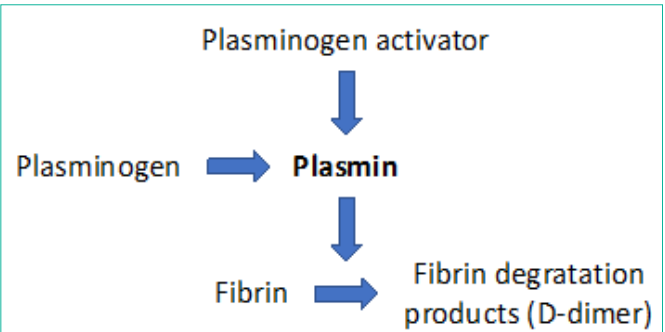 Plasminogen activator
Plasminogen Plasmin
Fibrin
Fibrin degratation
products (D-dimer)